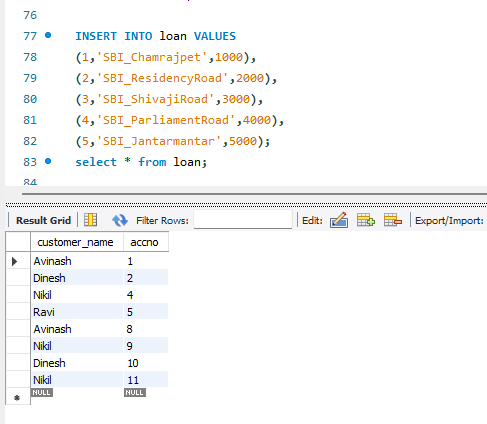 76
77 INSERT INTO loan VALUES
78 (1,'SBI_Chamrajpet',1000),
79 (2,'SBI_ResidencyRoad',2000),
80 (3,'SBI_ShivajiRoad',3000),
81 (4,'SBI_ParliamentRoad',4000),
82 (5,'SBI_Jantarmantar',5000);
83 select * from loan;
84
Result Grid Filter Rows: Edit: Export/Import:
customer_name accno
Avinash 1
Dinesh 2
Nikil 4
Ravi 5
Avinash 8
Nikil 9
Dinesh 10
Nikil 11
NULL NULL